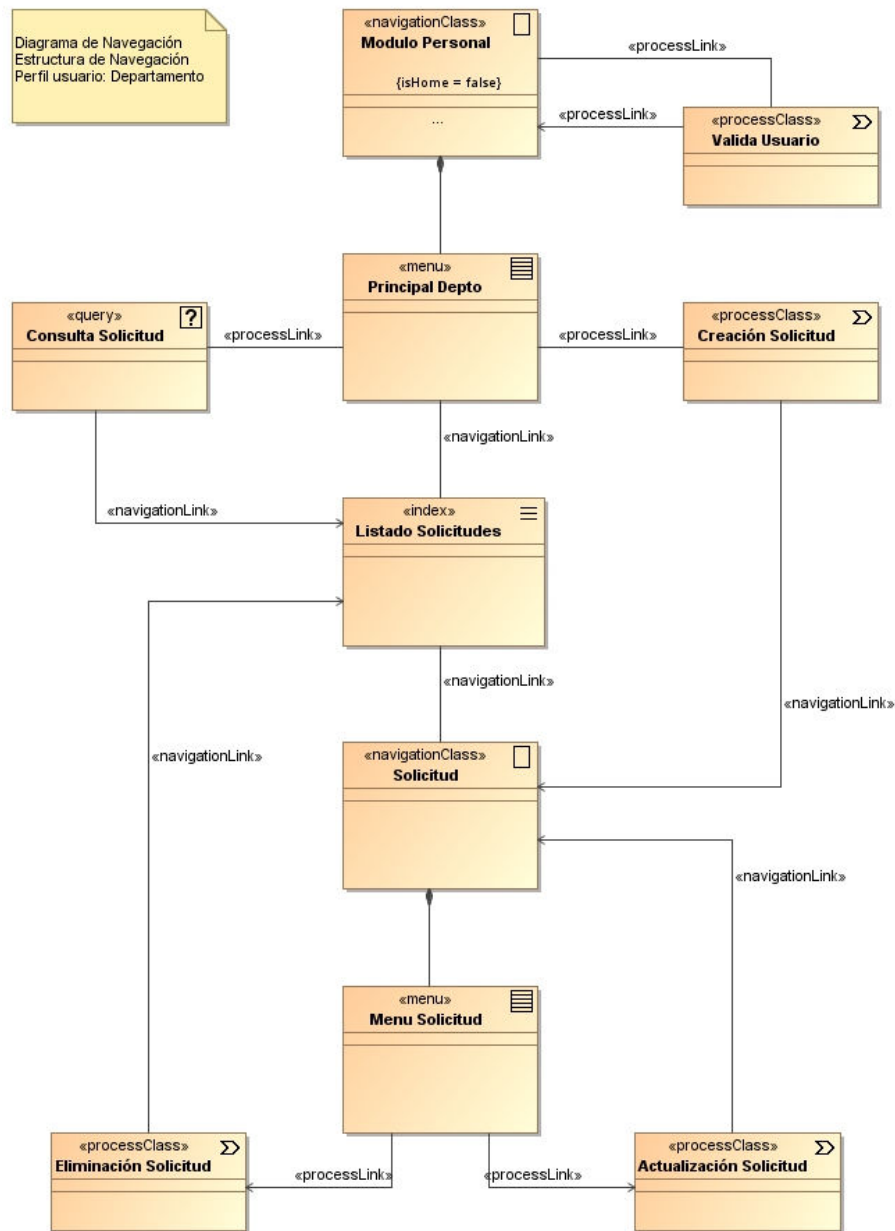 Diagrama de Navegación
Estructura de Navegación
Perfil usuario: Departamento
«navigationClass»
Modulo Personal
{isHome = false}
...
«processLink»
«processLink»
«processClass»
Valida Usuario
«menu»
Principal Depto
«query»
?
Consulta Solicitud
«processLink»
«processLink»
«processClass»
Creación Solicitud
«navigationLink»
«navigationLink»
«index»
Listado Solicitudes
«navigationLink»
«navigationLink»
«navigationLink»
«navigationClass»
Solicitud
«navigationLink»
«menu»
Menu Solicitud
«processClass»
Eliminación Solicitud
«processLink»
«processLink»
«processClass»
Actualización Solicitud